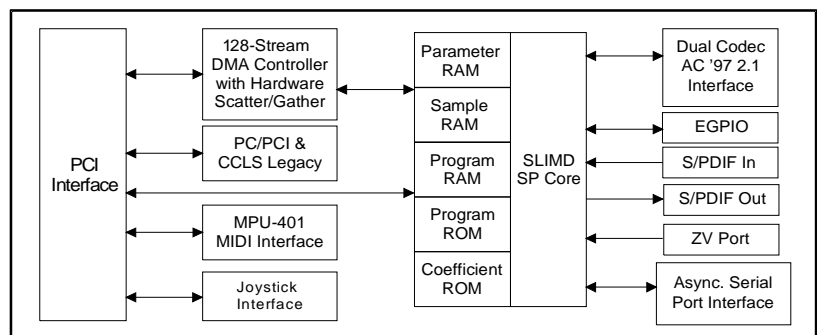 PCI
Interface
128-Stream
DMA Controller
with Hardware
Scatter/Gather
PC/PCI &
CCLS Legacy
MPU-401
MIDI Interface
Joystick
Interface
Parameter
RAM
Sample
RAM
Program
RAM
Program
ROM
Coefficient
ROM
SLIMD
SP Core
Dual Codec
AC '97 2.1
Interface
EGPIO
S/PDIF In
S/PDIF Out
ZV Port
Async. Serial
Port Interface